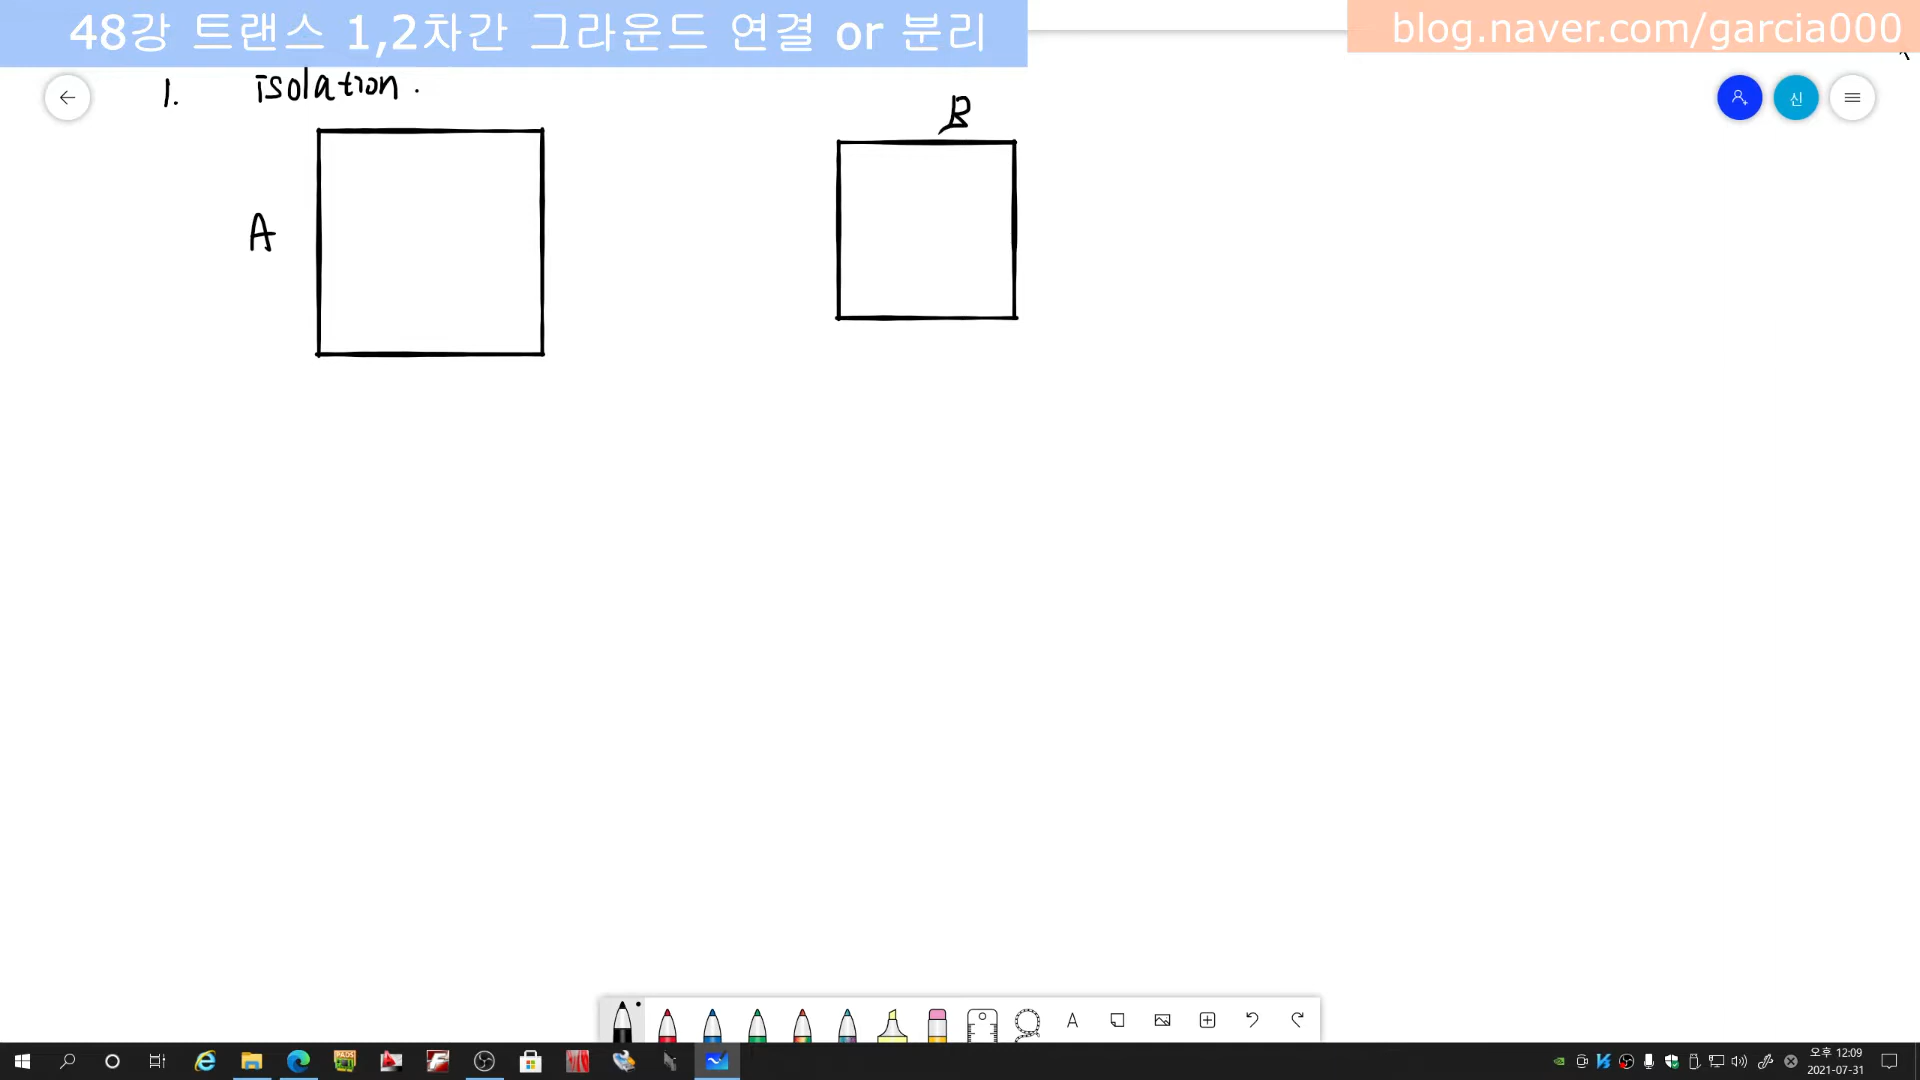 48강 트랜스 1,2차간 그라운드 연결 or 분리
blog.naver.com/garcia000
1. isolation.
B
신
A
A
오후 12:09
2021-07-31